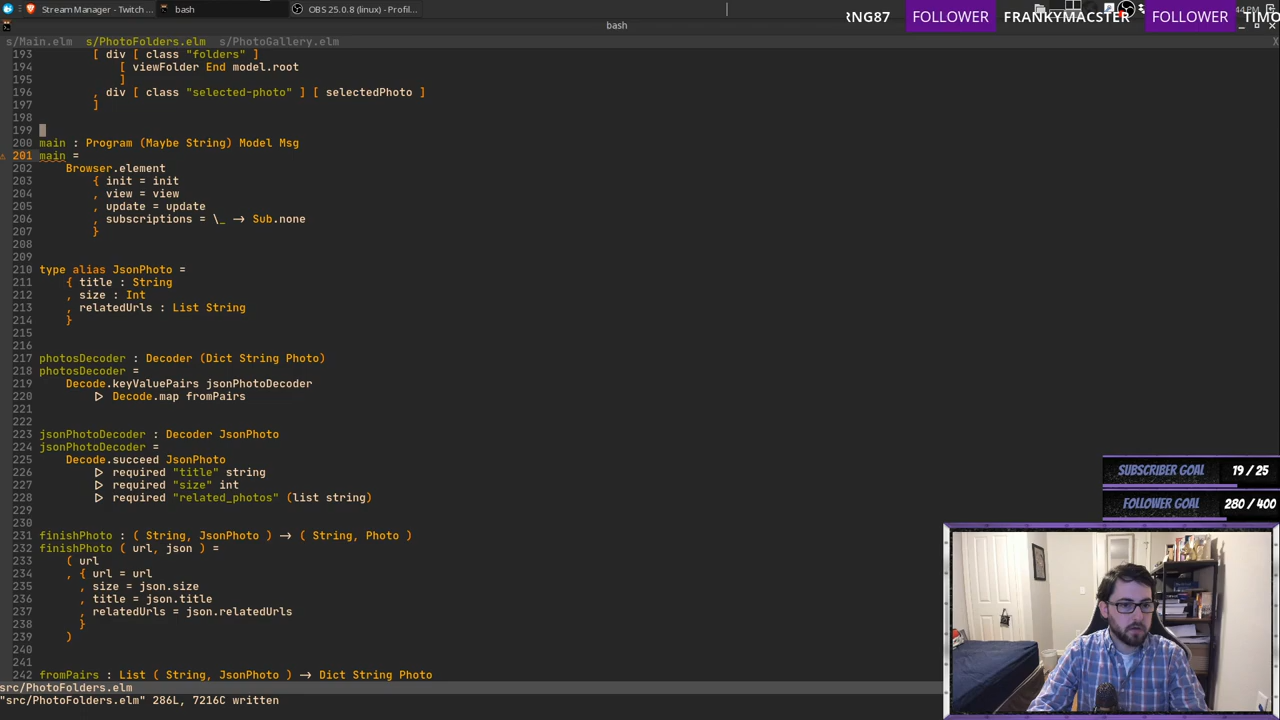 Stream Manager - Twitch ...
bash
OBS 25.0.8 (linux) - Profil...
RNG87 FOLLOWER FRANKYMACSTER FOLLOWER TIMO
bash
s/Main.elm s/PhotoFolders.elm s/PhotoGallery.elm X
193 [ div [ class "folders" ]
194 [ viewFolder End model.root
195 ]
196 , div [ class "selected-photo" ] [ selectedPhoto ]
197 ]
198
199
200 main : Program (Maybe String) Model Msg
201 main =
202 Browser.element
203 { init = init
204 , view = view
205 , update = update
206 , subscriptions = \_ → Sub.none
207 }
208
209
210 type alias JsonPhoto =
211 { title : String
212 , size : Int
213 , relatedUrls : List String
214 }
215
216
217 photosDecoder : Decoder (Dict String Photo)
218 photosDecoder =
219 Decode.keyValuePairs jsonPhotoDecoder
220 ▷ Decode.map fromPairs
221
222
223 jsonPhotoDecoder : Decoder JsonPhoto
224 jsonPhotoDecoder =
225 Decode.succeed JsonPhoto
226 ▷ required "title" string
227 ▷ required "size" int
228 ▷ required "related_photos" (list string)
229
230
231 finishPhoto : ( String, JsonPhoto ) → ( String, Photo )
232 finishPhoto ( url, json ) =
233 ( url
234 , { url = url
235 , size = json.size
236 , title = json.title
237 , relatedUrls = json.relatedUrls
238 }
239 )
240
241
242 fromPairs : List ( String, JsonPhoto ) → Dict String Photo
src/PhotoFolders.elm
"src/PhotoFolders.elm" 286L, 7216C written
SUBSCRIBER GOAL 19 / 25
FOLLOWER GOAL 280 / 400